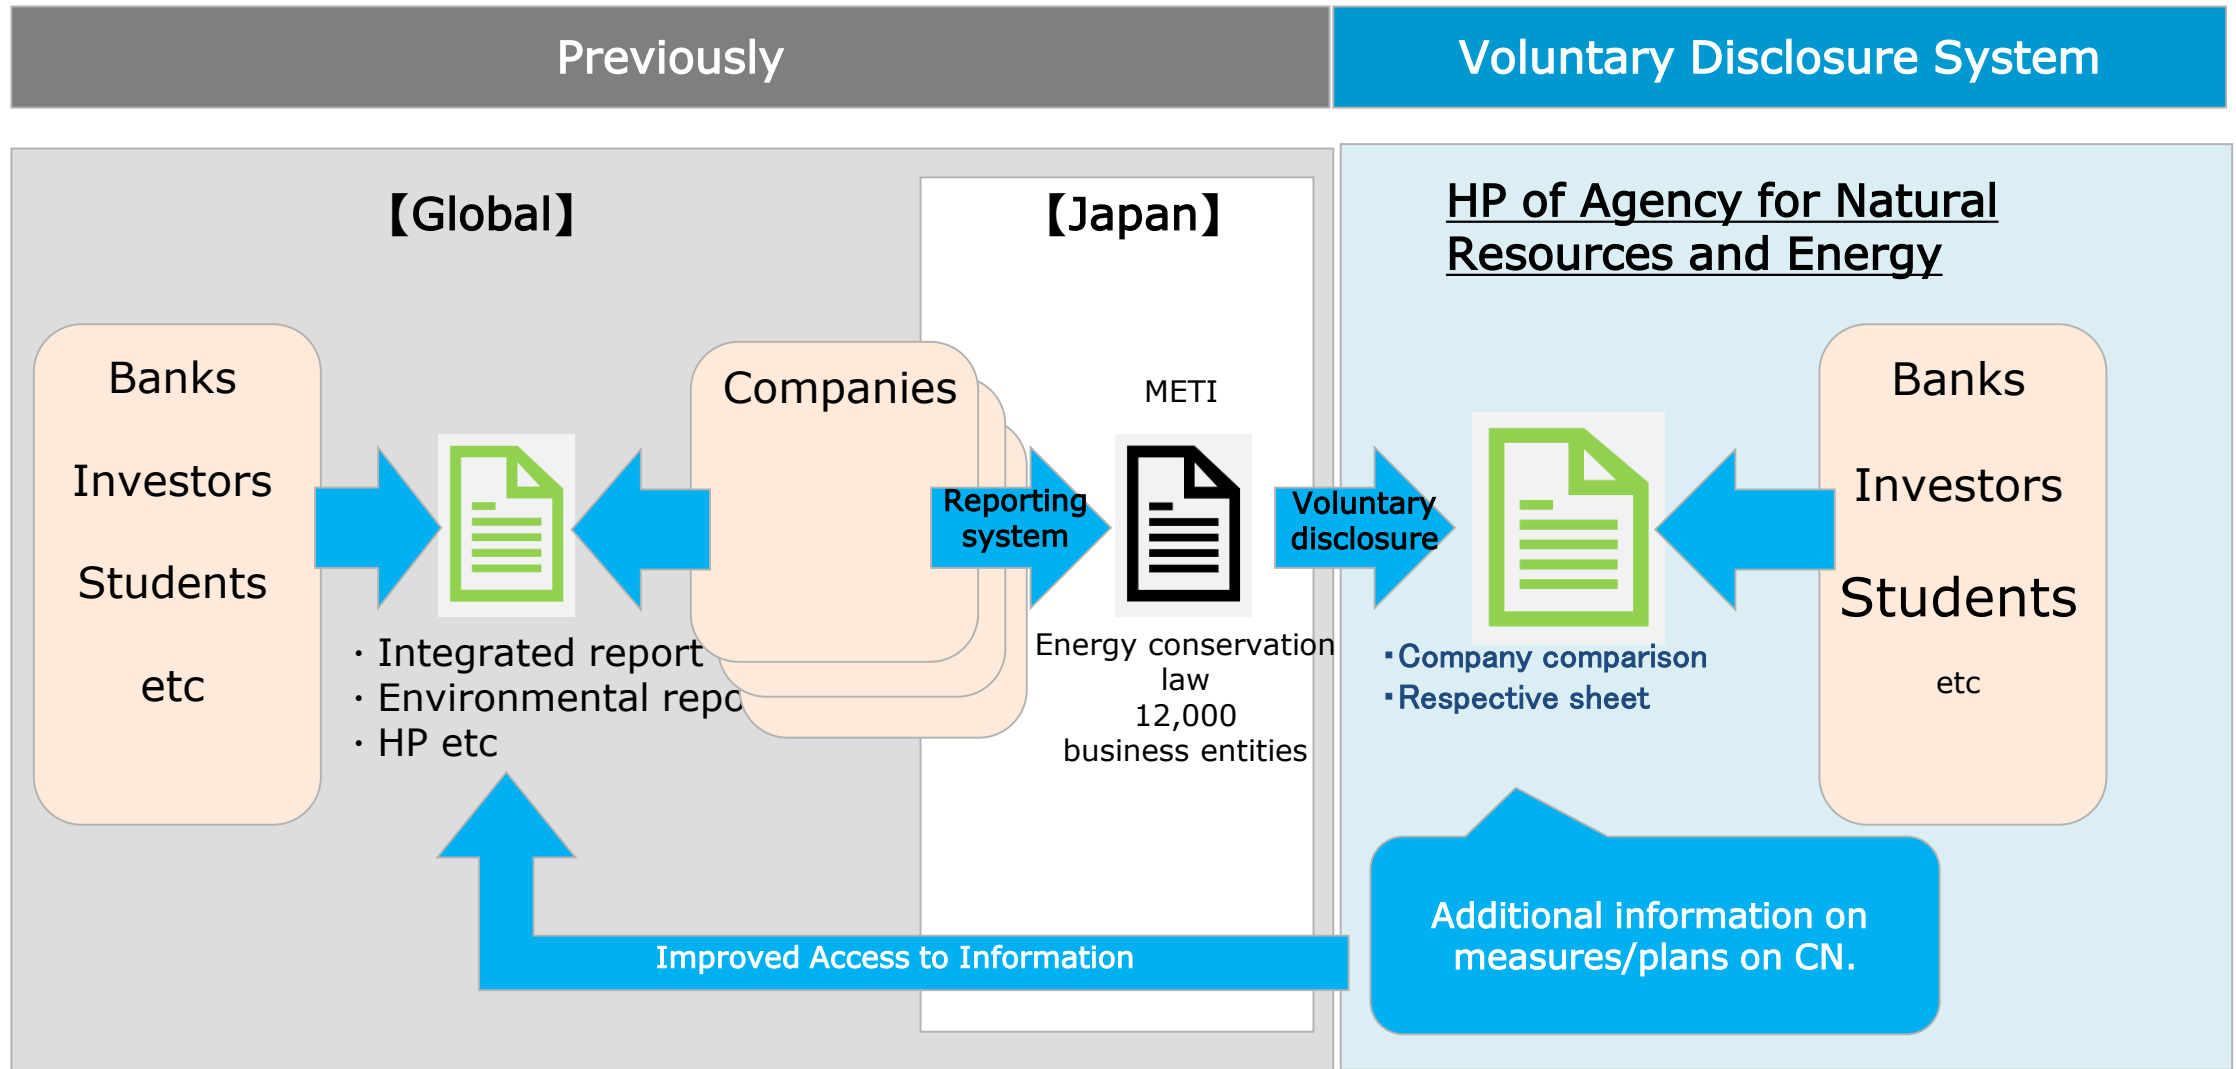 Previously
Voluntary Disclosure System
【Global】
【Japan】
HP of Agency for Natural
Resources and Energy
Banks
Investors
Students
etc
・Integrated report
・Environmental repo
・HP etc
Companies
Reporting
system
METI
Energy conservation
law
12,000
business entities
Voluntary
disclosure
・Company comparison
・Respective sheet
Banks
Investors
Students
etc
Improved Access to Information
Additional information on
measures/plans on CN.